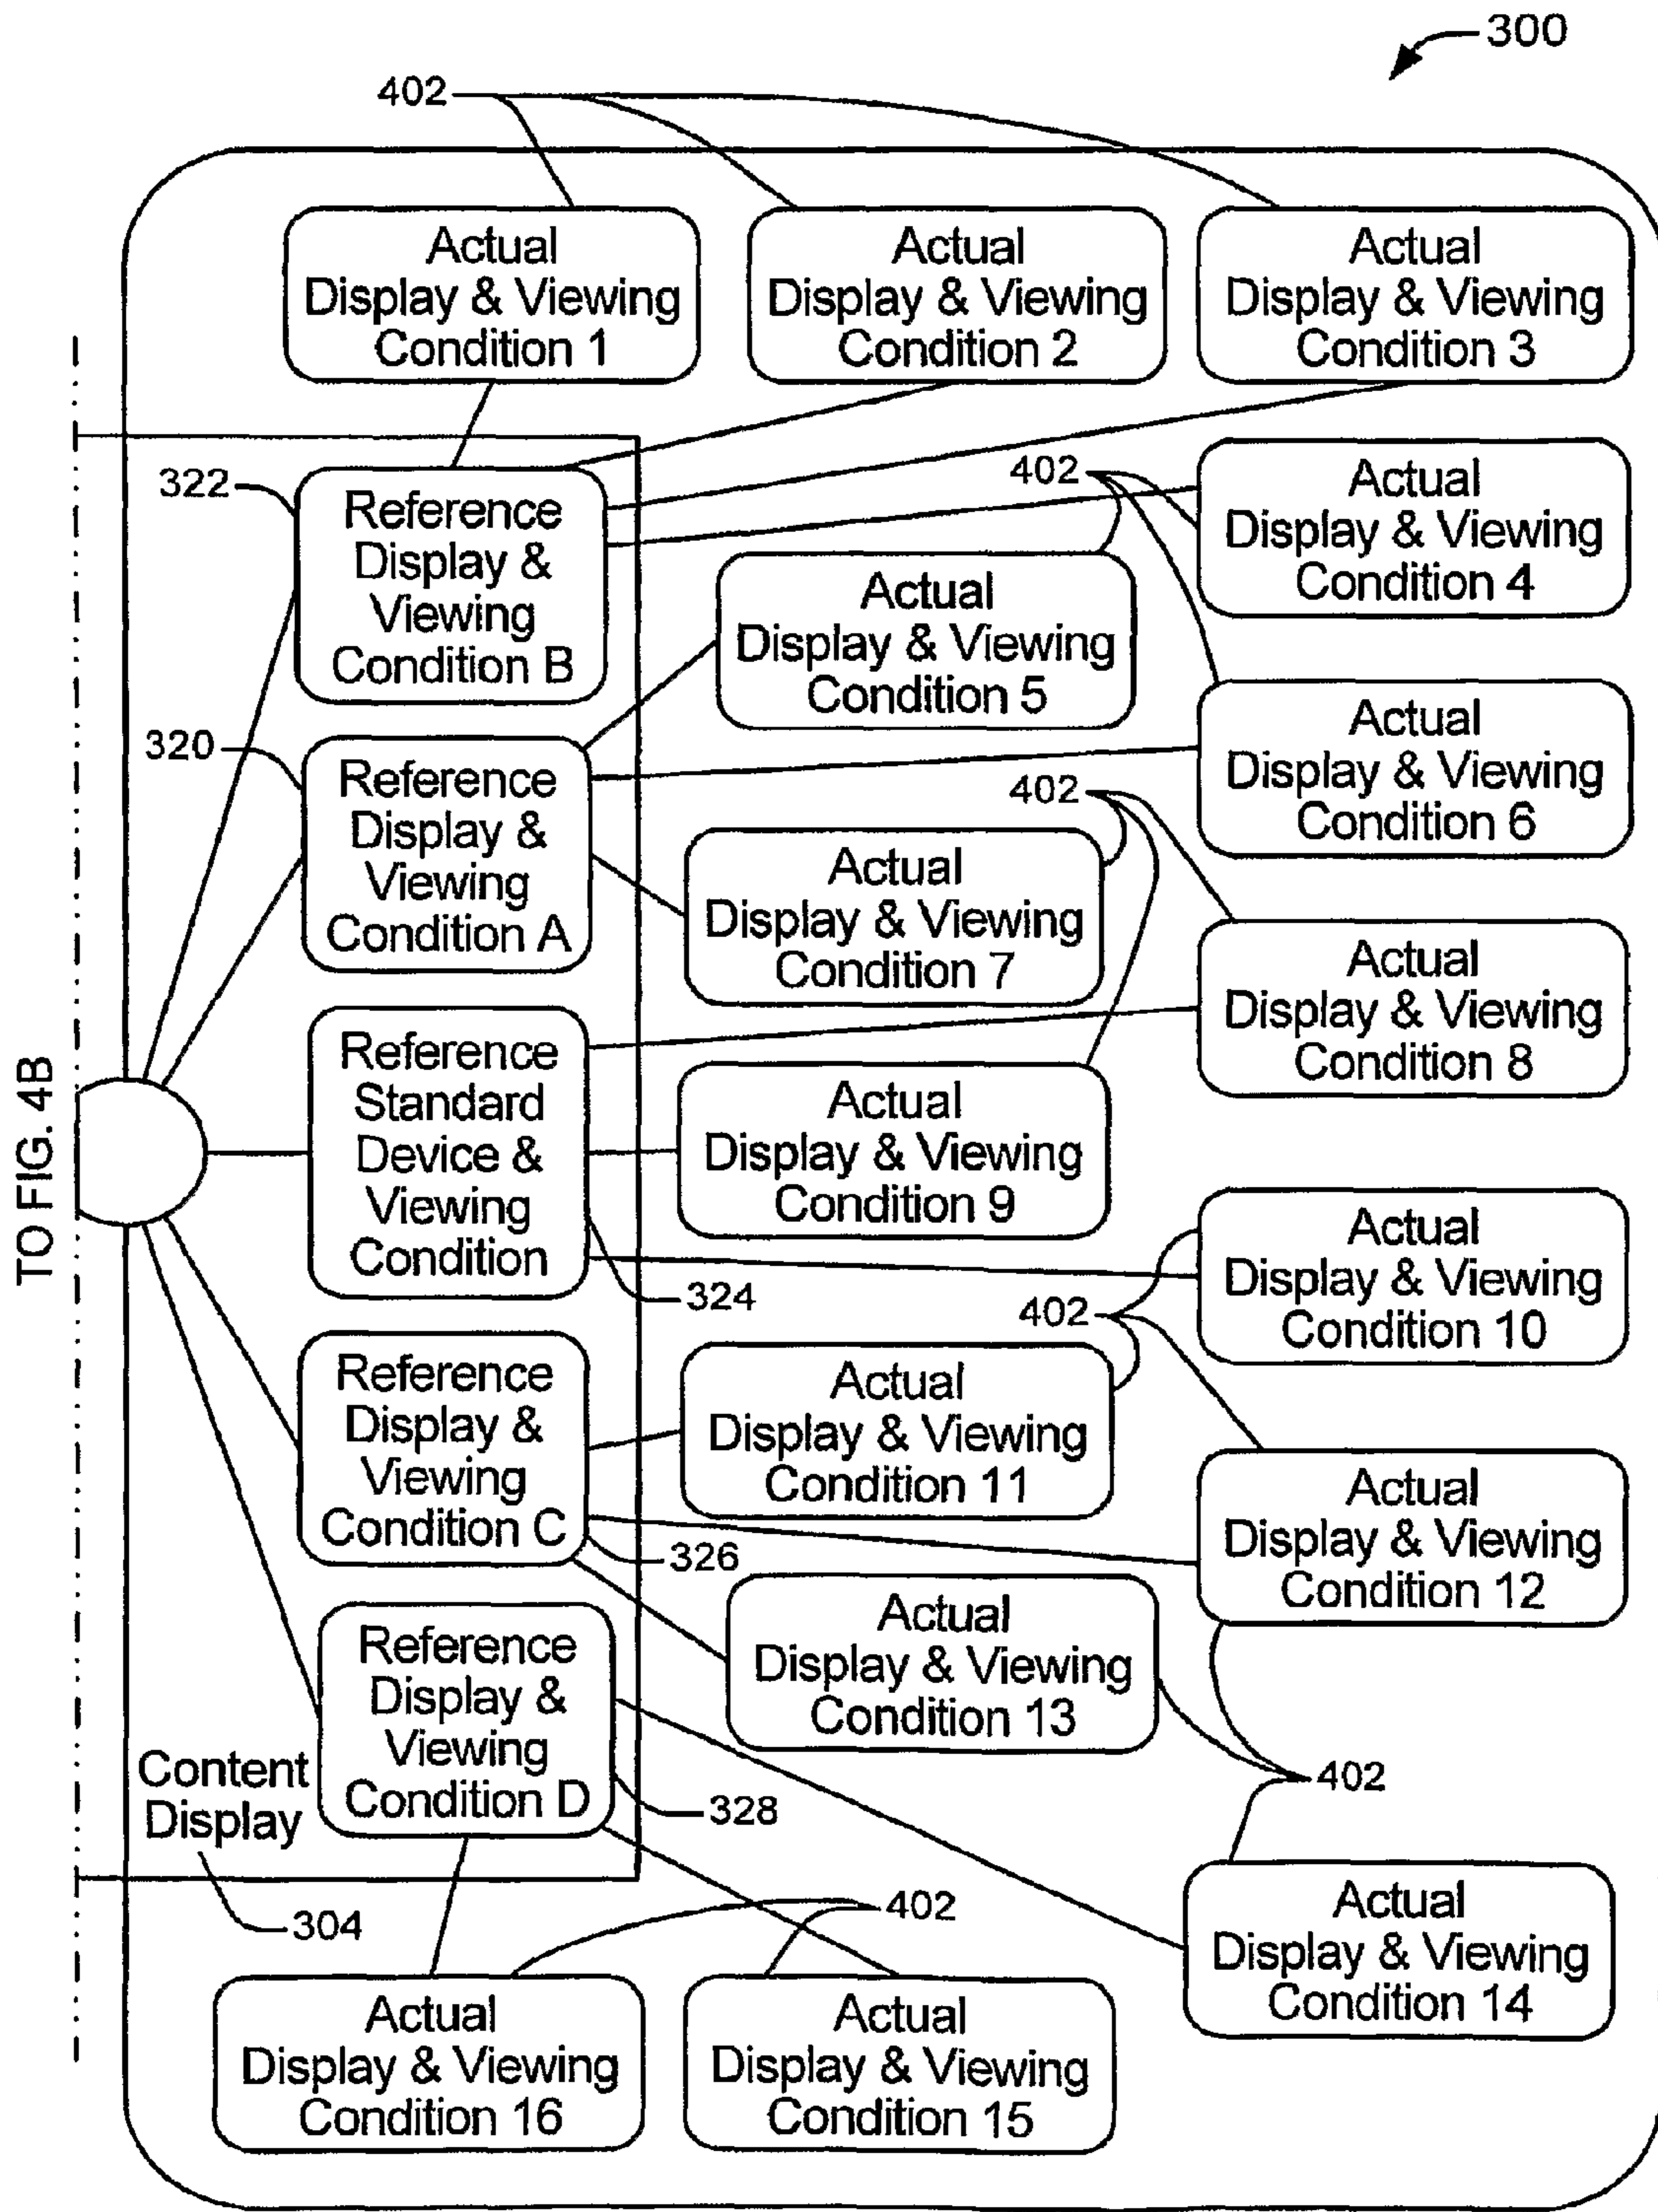 300
402
Actual
Display & Viewing
Condition 1
Actual
Display & Viewing
Condition 2
Actual
Display & Viewing
Condition 3
322
Reference
Display &
Viewing
Condition B
402
Actual
Display & Viewing
Condition 4
Actual
Display & Viewing
Condition 5
320
Reference
Display &
Viewing
Condition A
Actual
Display & Viewing
Condition 6
402
Actual
Display & Viewing
Condition 7
Actual
Display & Viewing
Condition 8
TO FIG. 4B
Reference
Standard
Device &
Viewing
Condition
324
Actual
Display & Viewing
Condition 9
Actual
Display & Viewing
Condition 10
402
Reference
Display &
Viewing
Condition C
326
Actual
Display & Viewing
Condition 11
Actual
Display & Viewing
Condition 12
Actual
Display & Viewing
Condition 13
Reference
Display &
Viewing
Condition D
328
402
Content
Display
304
402
Actual
Display & Viewing
Condition 14
Actual
Display & Viewing
Condition 16
Actual
Display & Viewing
Condition 15